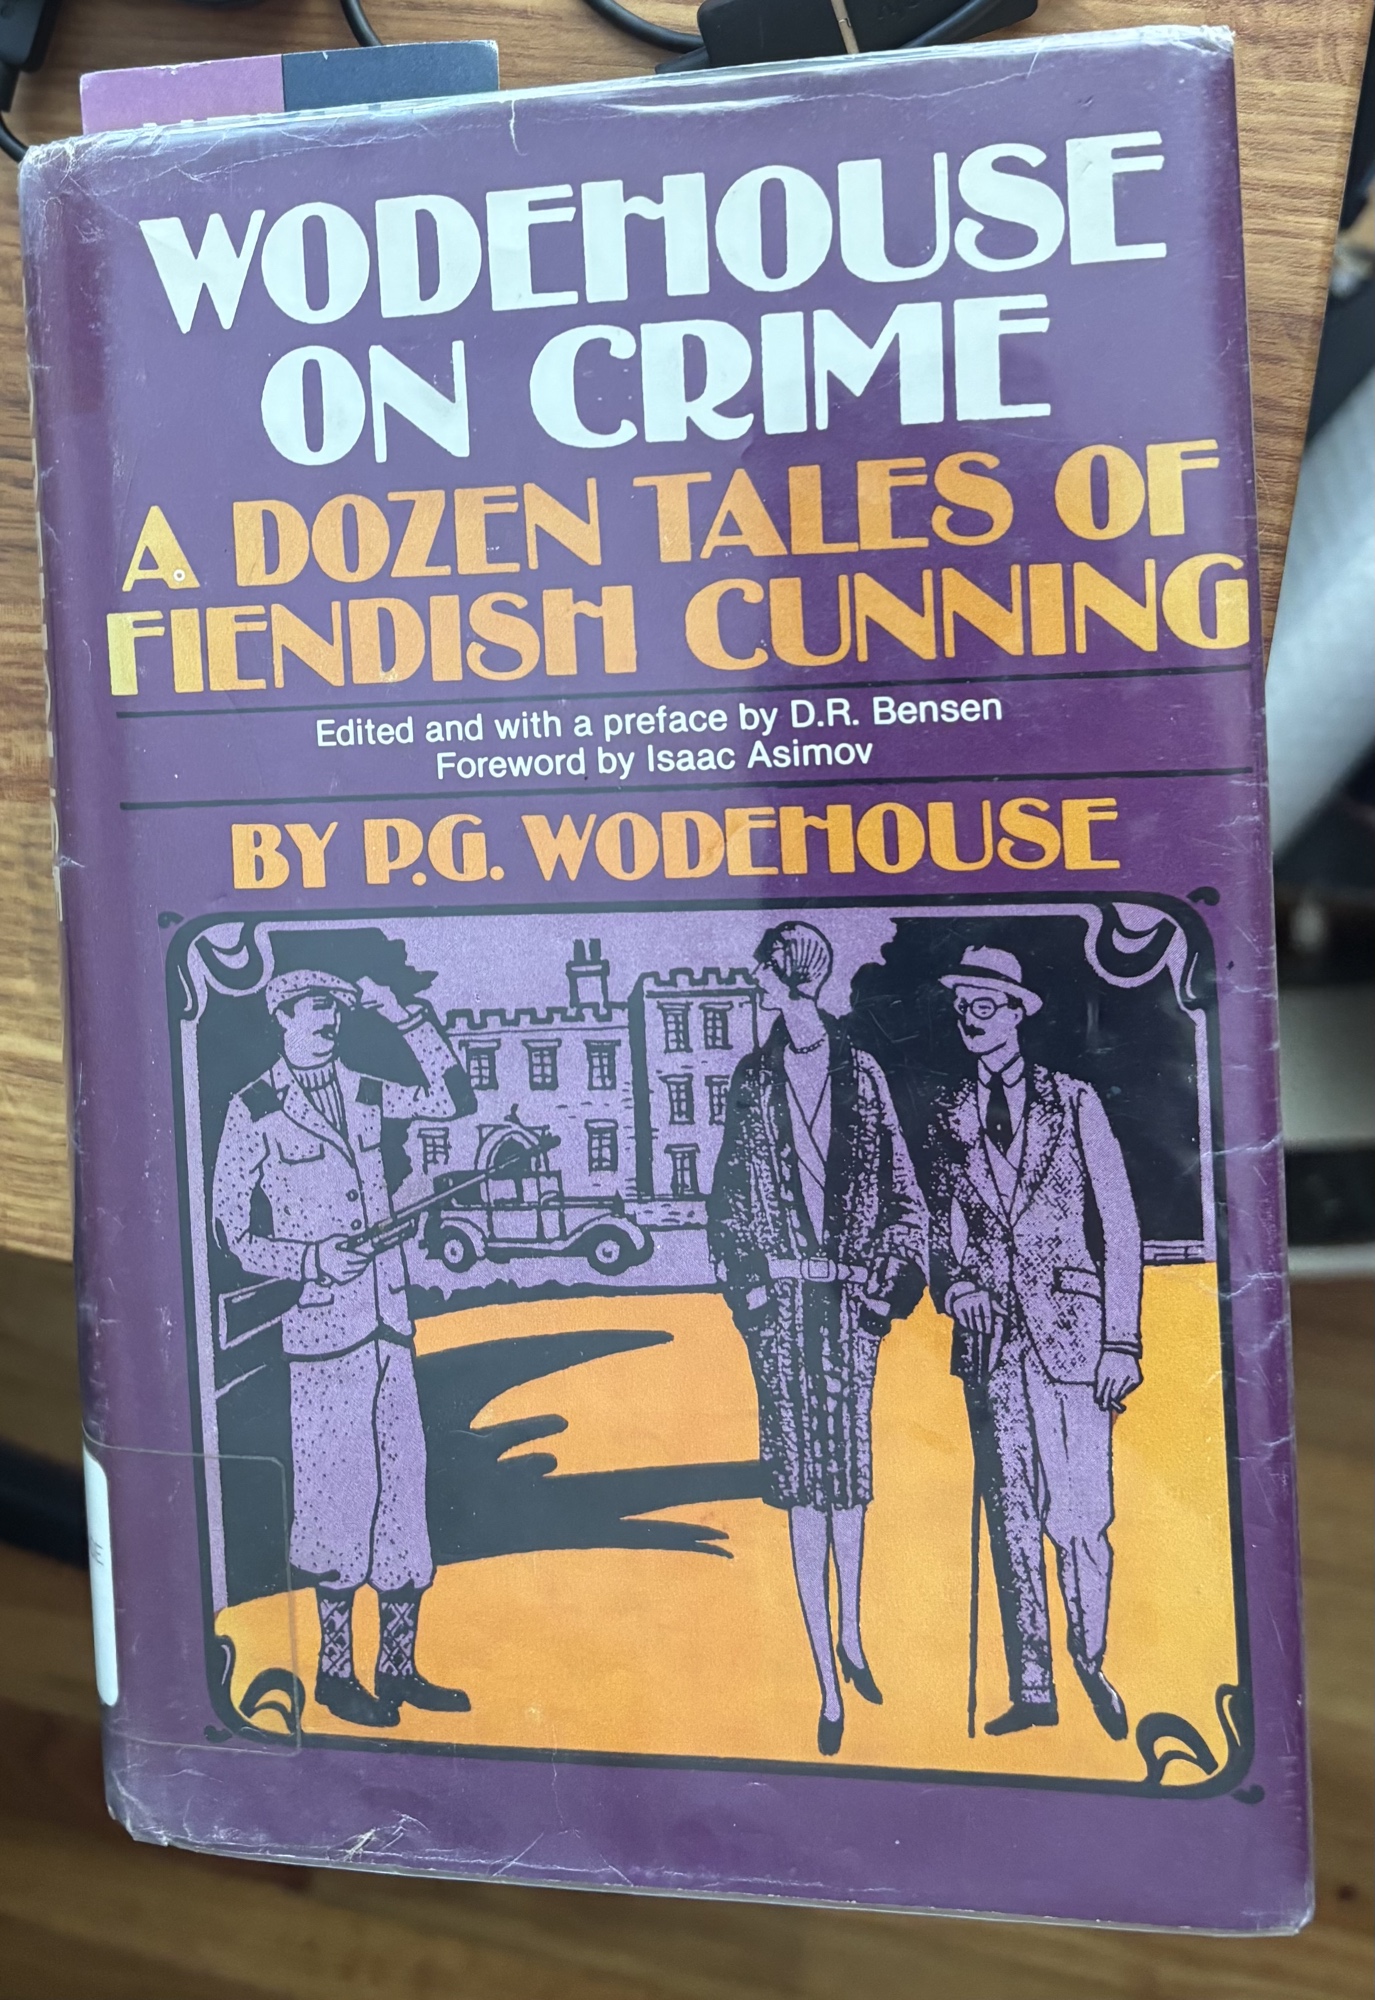 WODEHOUSE
ON CRIME
A DOZEN TALES OF
FIENDISH CUNNING
Edited and with a preface by D.R. Bensen
Foreword by Isaac Asimov
BY P.G. WODEHOUSE